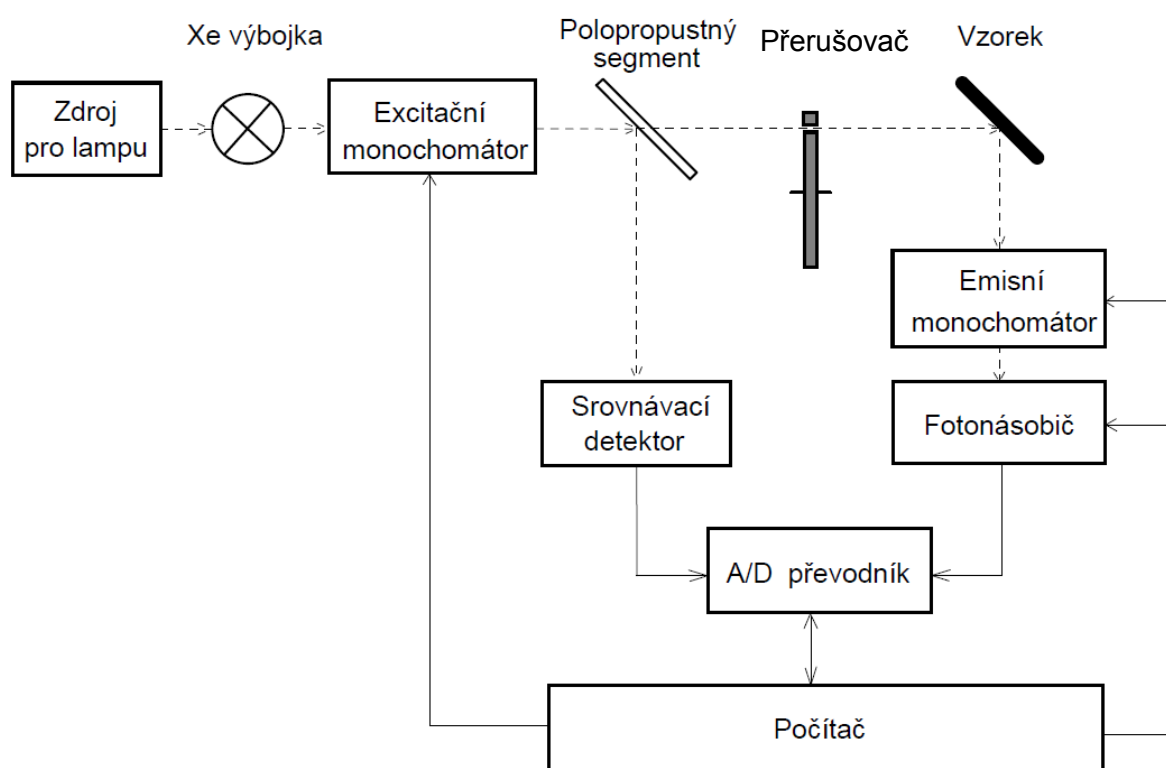 Xe výbojka
Polopropustný
segment
Přerušovač
Vzorek
Zdroj
pro lampu
Excitační
monochomátor
Emisní
monochomátor
Srovnávací
detektor
Fotonásobič
A/D převodník
Počítač